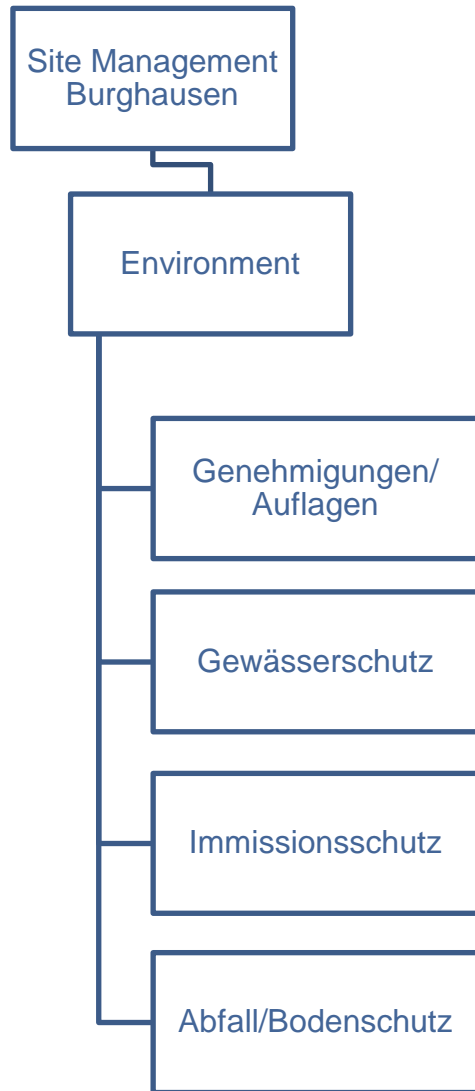 Site Management
Burghausen
Environment
Genehmigungen/
Auflagen
Gewässerschutz
Immissionsschutz
Abfall/Bodenschutz